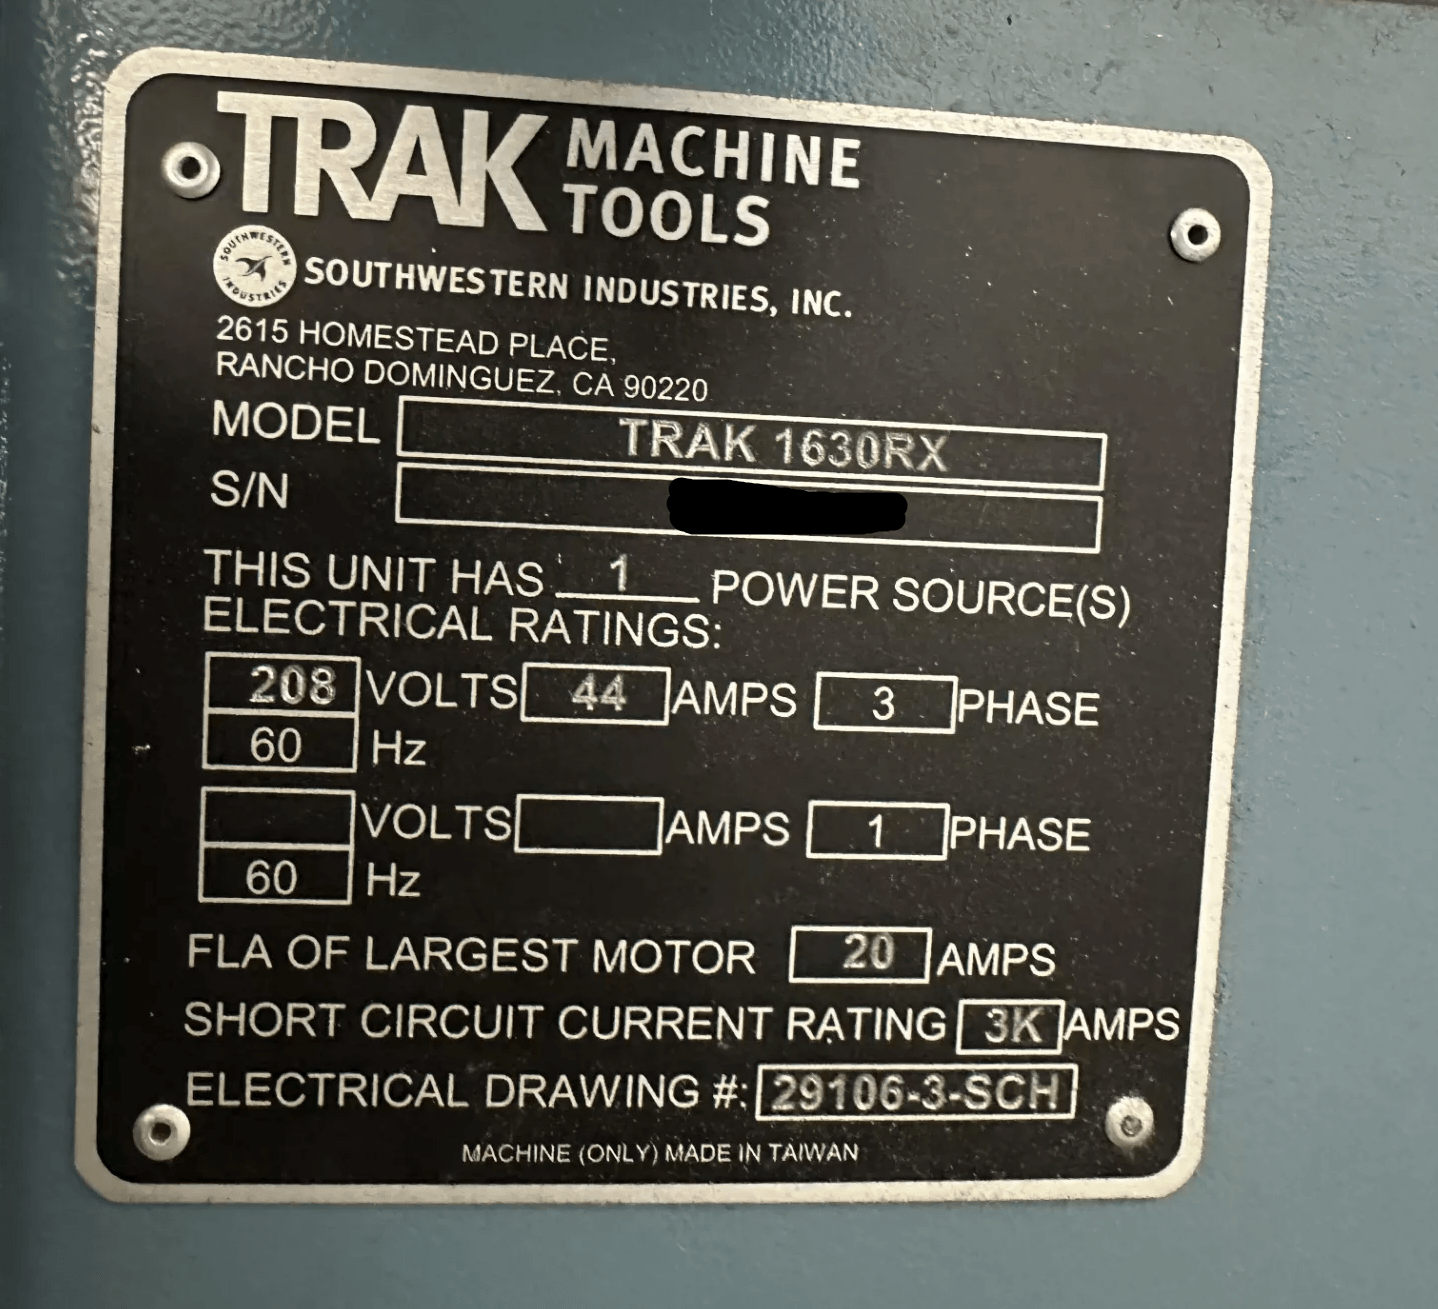 TRAK MACHINE TOOLS
SOUTHWESTERN INDUSTRIES
SOUTHWESTERN INDUSTRIES, INC.
2615 HOMESTEAD PLACE,
RANCHO DOMINGUEZ, CA 90220
MODEL TRAK 1630RX
S/N
THIS UNIT HAS 1 POWER SOURCE(S)
ELECTRICAL RATINGS:
208 VOLTS 44 AMPS 3 PHASE
60 Hz
VOLTS AMPS 1 PHASE
60 Hz
FLA OF LARGEST MOTOR 20 AMPS
SHORT CIRCUIT CURRENT RATING 3K AMPS
ELECTRICAL DRAWING #: 29106-3-SCH
MACHINE (ONLY) MADE IN TAIWAN